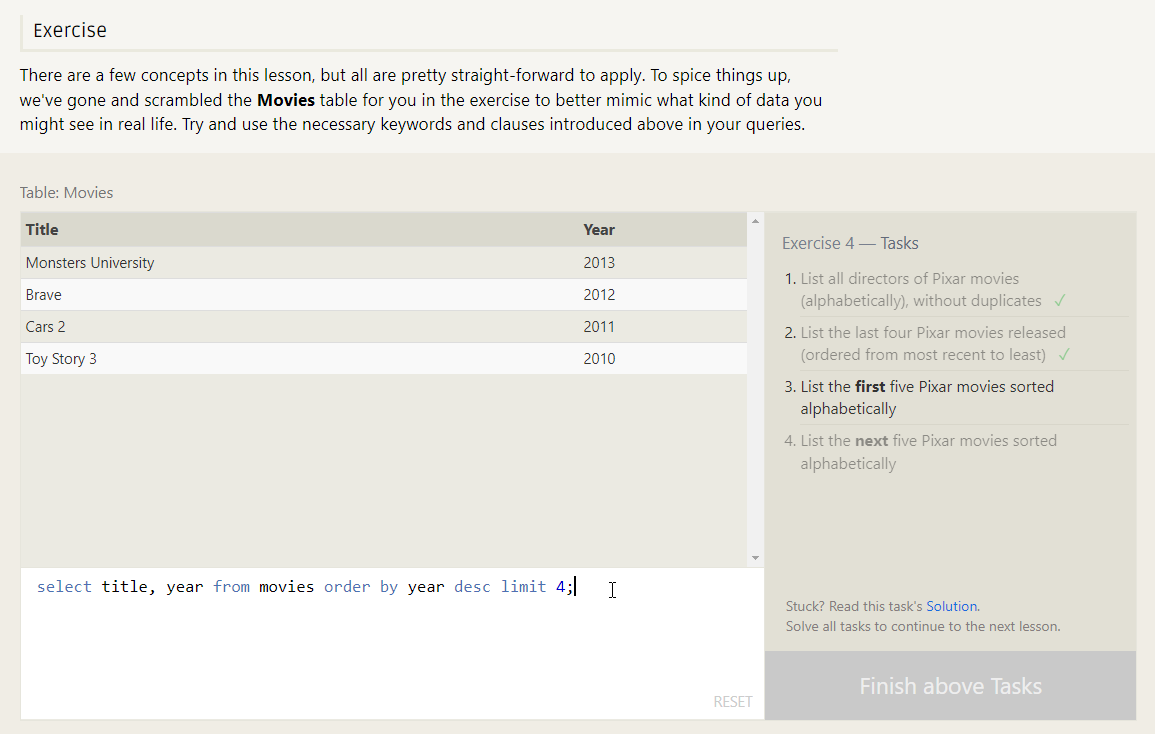 Exercise
There are a few concepts in this lesson, but all are pretty straight-forward to apply. To spice things up,
we've gone and scrambled the Movies table for you in the exercise to better mimic what kind of data you
might see in real life. Try and use the necessary keywords and clauses introduced above in your queries.
Table: Movies
Title Year
Monsters University 2013
Brave 2012
Cars 2 2011
Toy Story 3 2010
select title, year from movies order by year desc limit 4;
RESET
Exercise 4 — Tasks
1. List all directors of Pixar movies
(alphabetically), without duplicates ✓
2. List the last four Pixar movies released
(ordered from most recent to least) ✓
3. List the first five Pixar movies sorted
alphabetically
4. List the next five Pixar movies sorted
alphabetically
Stuck? Read this task's Solution.
Solve all tasks to continue to the next lesson.
Finish above Tasks